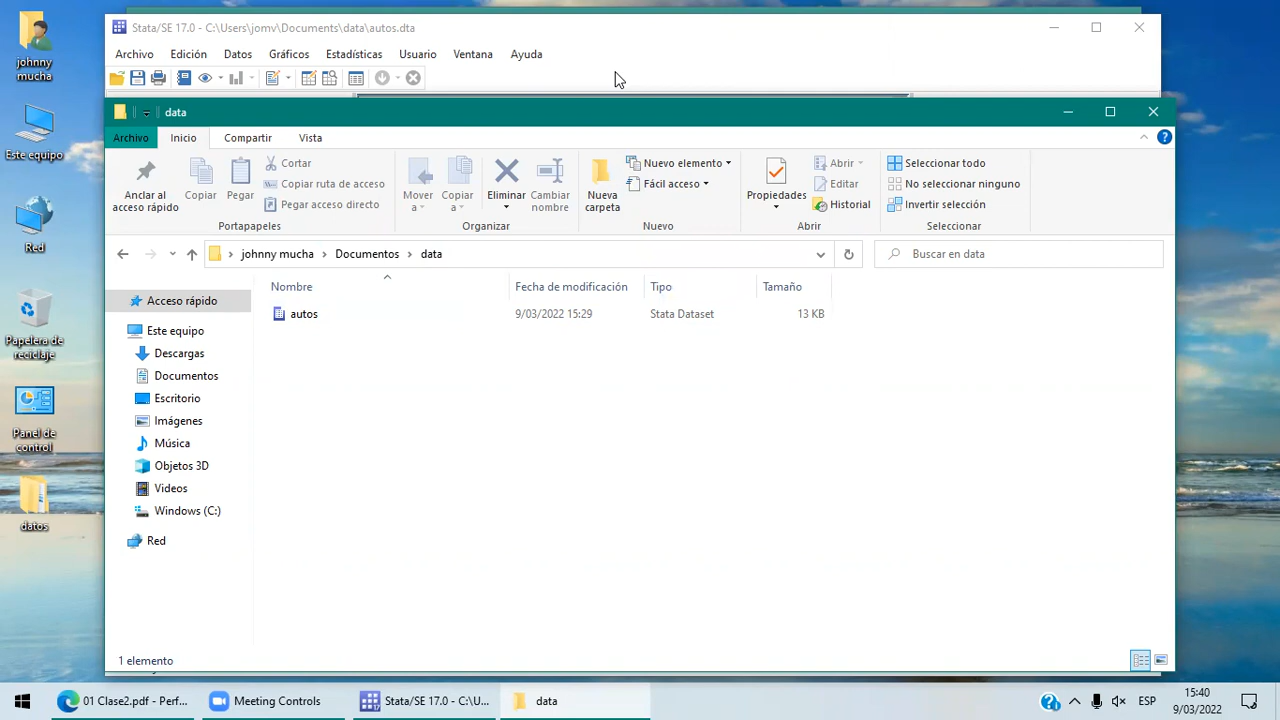 Stata/SE 17.0 - C:\Users\jomv\Documents\data\autos.dta
Archivo Edición Datos Gráficos Estadísticas Usuario Ventana Ayuda
data
Archivo Inicio Compartir Vista
Anclar al
acceso rápido
Copiar
Pegar
Cortar
Copiar ruta de acceso
Pegar acceso directo
Portapapeles
Mover
a
Copiar
a
Eliminar
Cambiar
nombre
Organizar
Nueva
carpeta
Nuevo elemento
Fácil acceso
Nuevo
Propiedades
Abrir
Editar
Historial
Abrir
Seleccionar todo
No seleccionar ninguno
Invertir selección
Seleccionar
johnny mucha > Documentos > data
Buscar en data
Nombre Fecha de modificación Tipo Tamaño
autos 9/03/2022 15:29 Stata Dataset 13 KB
Acceso rápido
Este equipo
Descargas
Documentos
Escritorio
Imágenes
Música
Objetos 3D
Videos
Windows (C:)
Red
1 elemento
johnny
mucha
Este equipo
Red
Papelera de
reciclaje
Panel de
control
datos
01 Clase2.pdf - Perf...
Meeting Controls
Stata/SE 17.0 - C:\U...
data
ESP
15:40
9/03/2022